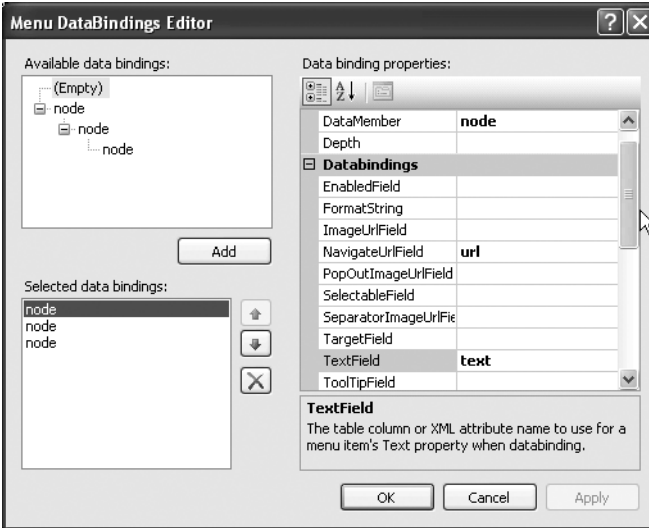 Menu DataBindings Editor
Available data bindings:
(Empty)
node
node
node
Add
Selected data bindings:
node
node
node
Data binding properties:
DataMember node
Depth
Databindings
EnabledField
FormatString
ImageUrlField
NavigateUrlField url
PopOutImageUrlField
SelectableField
SeparatorImageUrlFie
TargetField
TextField text
ToolTipField
TextField
The table column or XML attribute name to use for a
menu item's Text property when databinding.
OK Cancel Apply